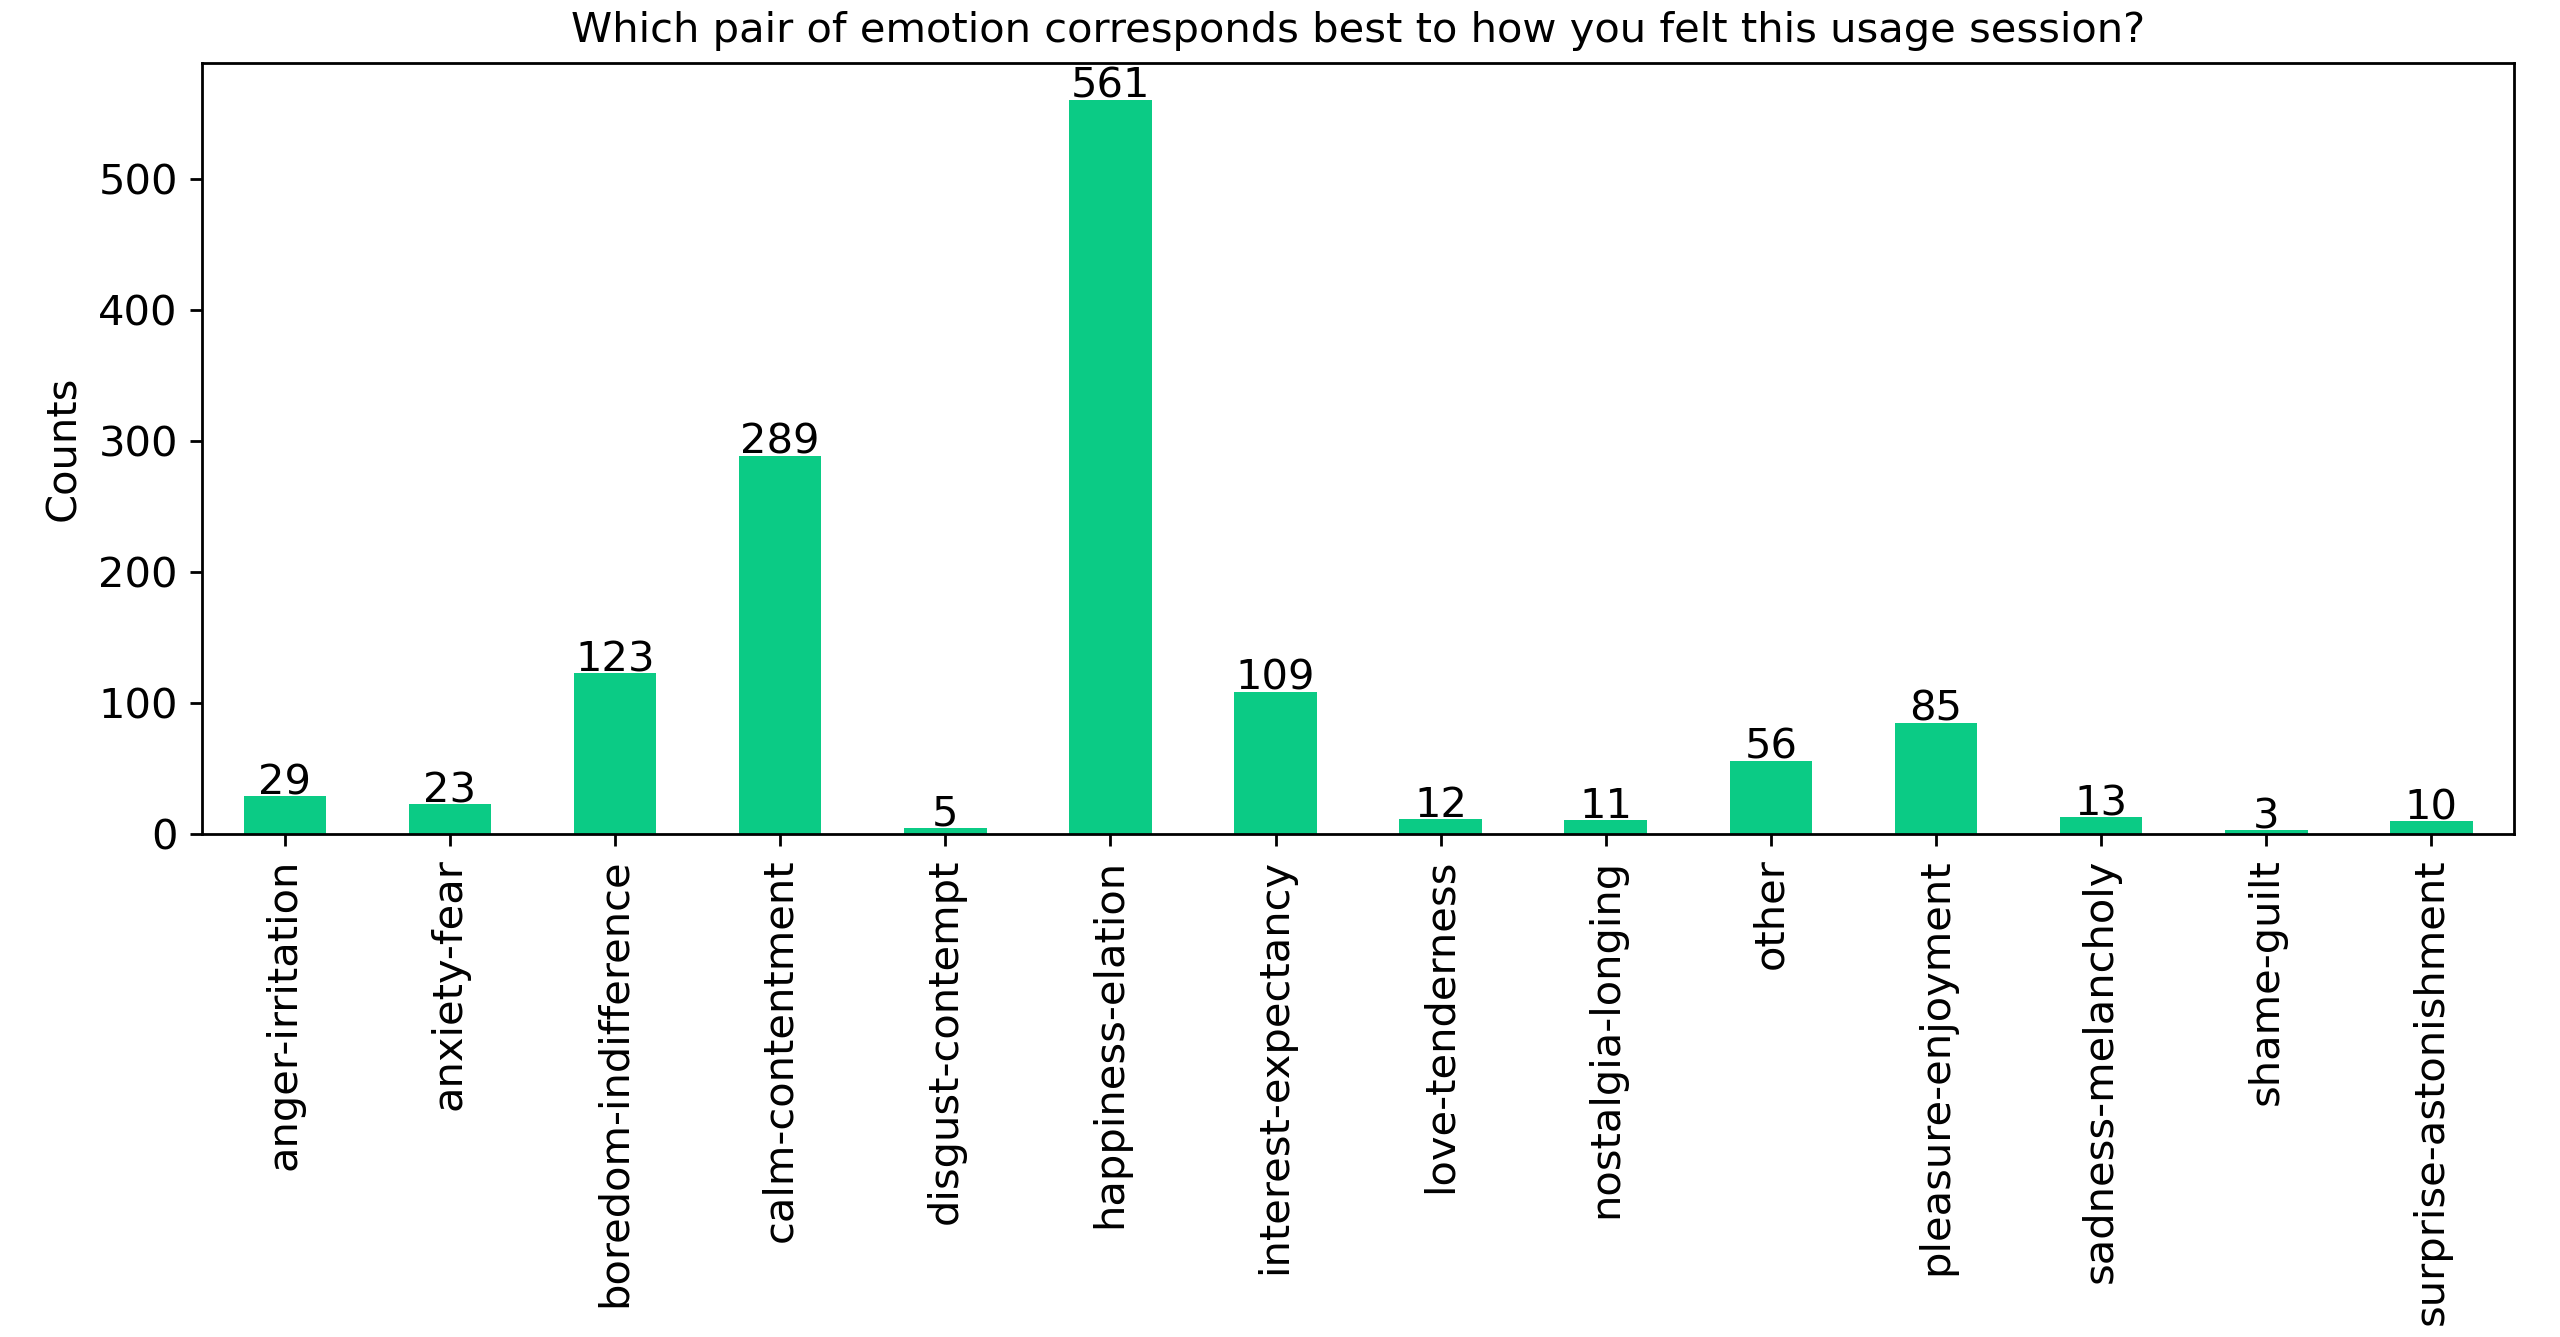 Which pair of emotion corresponds best to how you felt this usage session?
Counts
500
400
300
200
100
0
29
23
123
289
5
561
109
12
11
56
85
13
3
10
anger-irritation
anxiety-fear
boredom-indifference
calm-contentment
disgust-contempt
happiness-elation
interest-expectancy
love-tenderness
nostalgia-longing
other
pleasure-enjoyment
sadness-melancholy
shame-guilt
surprise-astonishment